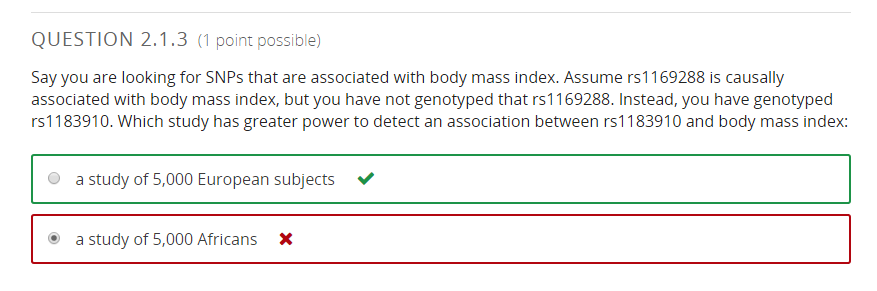 QUESTION 2.1.3 (1 point possible)
Say you are looking for SNPs that are associated with body mass index. Assume rs1169288 is causally
associated with body mass index, but you have not genotyped that rs1169288. Instead, you have genotyped
rs1183910. Which study has greater power to detect an association between rs1183910 and body mass index:
a study of 5,000 European subjects
a study of 5,000 Africans